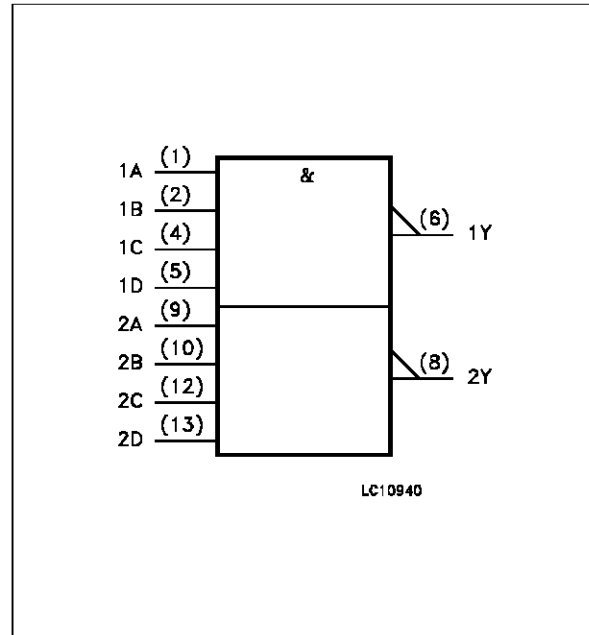 &
1A (1)
1B (2)
1C (4)
1D (5)
2A (9)
2B (10)
2C (12)
2D (13)
(6) 1Y
(8) 2Y
LC10940